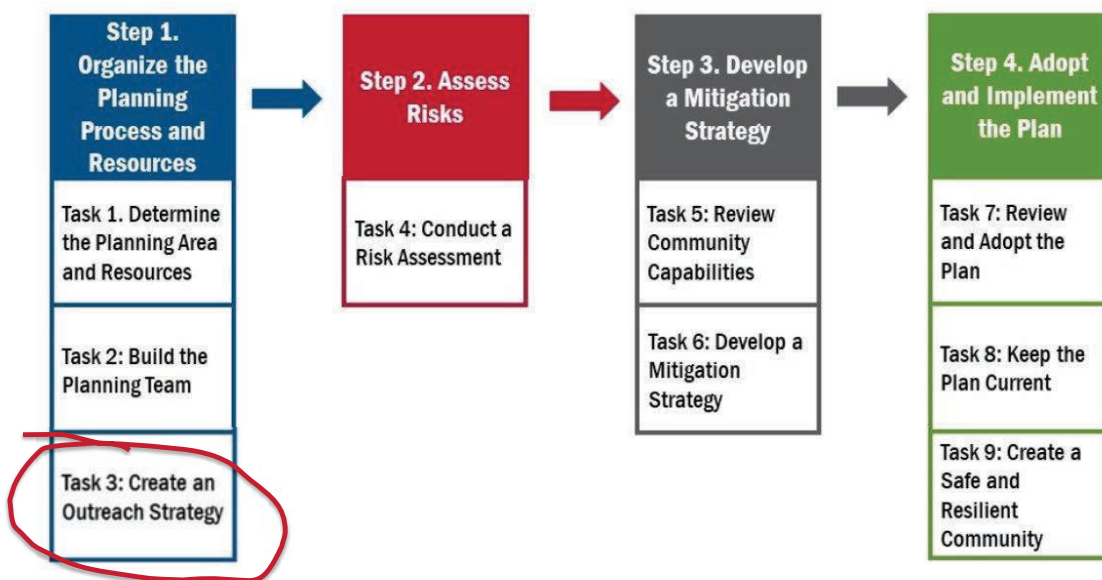 Step 1.
Organize the
Planning
Process and
Resources
Task 1. Determine
the Planning Area
and Resources
Task 2: Build the
Planning Team
Task 3: Create an
Outreach Strategy
Step 2. Assess
Risks
Task 4: Conduct a
Risk Assessment
Step 3. Develop
a Mitigation
Strategy
Task 5: Review
Community
Capabilities
Task 6: Develop a
Mitigation
Strategy
Step 4. Adopt
and Implement
the Plan
Task 7: Review
and Adopt the
Plan
Task 8: Keep the
Plan Current
Task 9: Create a
Safe and
Resilient
Community